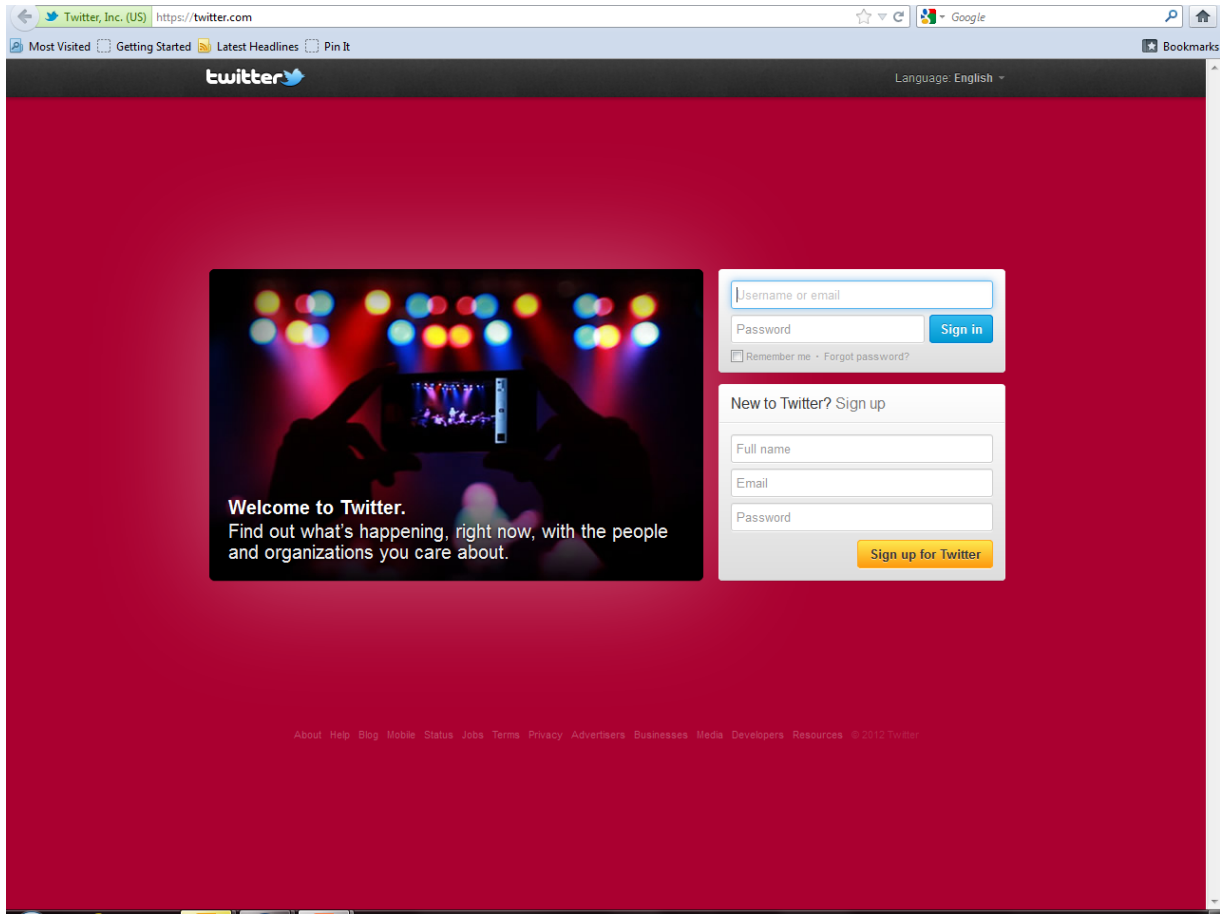 Twitter, Inc. (US) https://twitter.com Google
Most Visited Getting Started Latest Headlines Pin It Bookmarks
twitter Language: English
Username or email
Password Sign in
Remember me · Forgot password?
New to Twitter? Sign up
Full name
Email
Password
Sign up for Twitter
Welcome to Twitter.
Find out what's happening, right now, with the people
and organizations you care about.
About Help Blog Mobile Status Jobs Terms Privacy Advertisers Businesses Media Developers Resources © 2012 Twitter